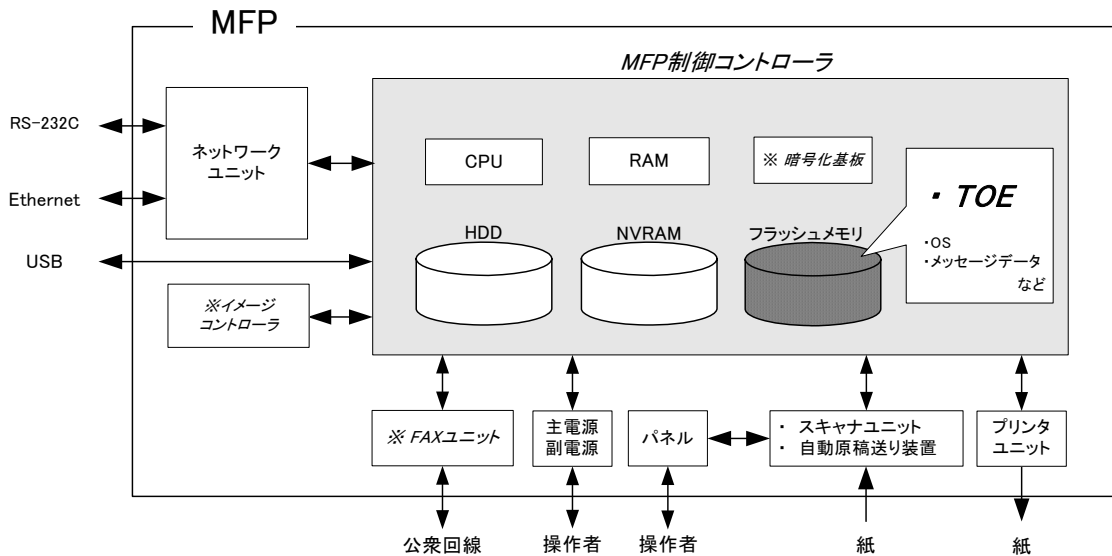 MFP
MFP制御コントローラ
RS-232C
Ethernet
USB
ネットワーク
ユニット
CPU
RAM
※ 暗号化基板
・ TOE
・OS
・メッセージデータ
など
HDD
NVRAM
フラッシュメモリ
※イメージ
コントローラ
※ FAXユニット
主電源
副電源
パネル
・ スキャナユニット
・ 自動原稿送り装置
プリンタ
ユニット
公衆回線
操作者
操作者
紙
紙